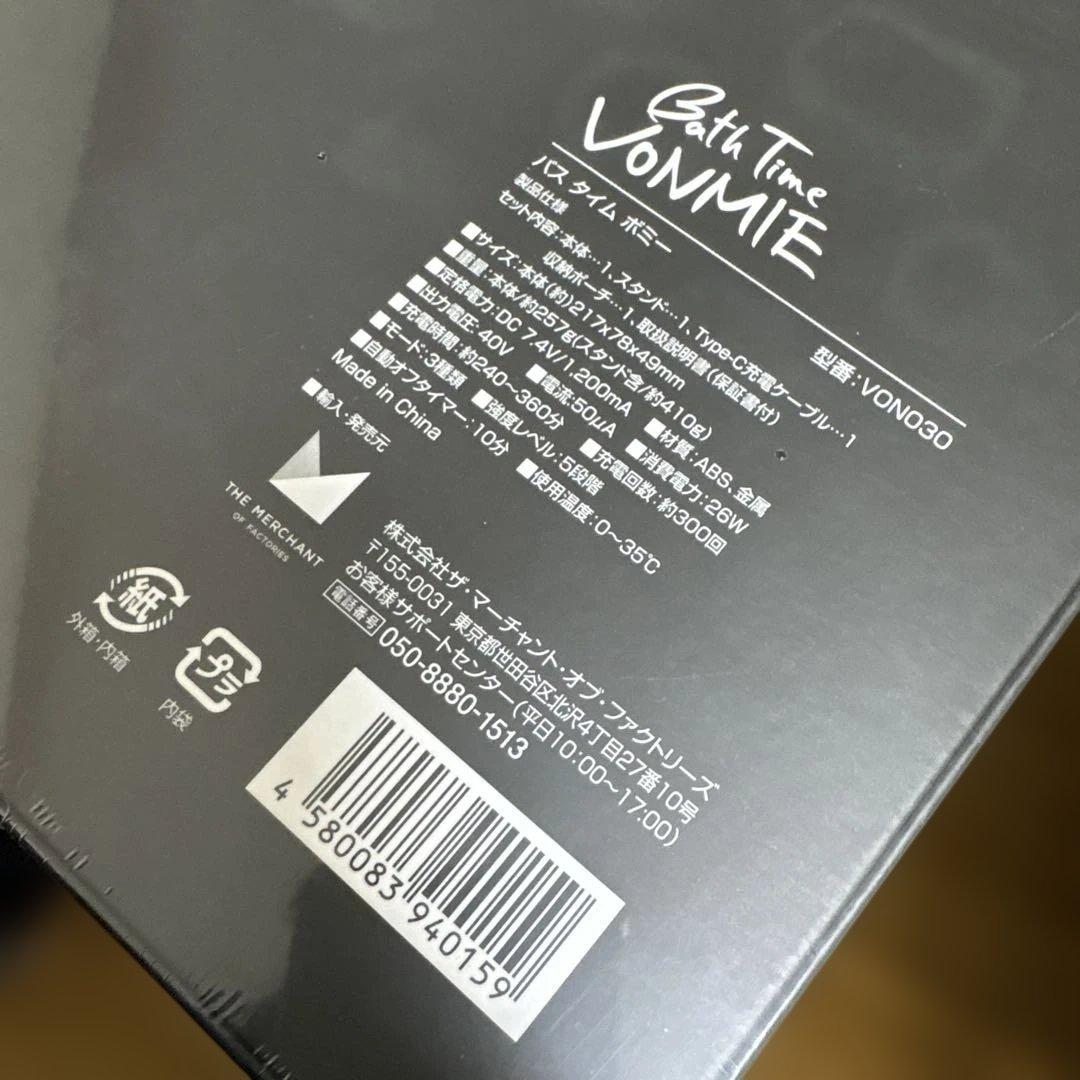 Bath Time
VONMIE
バス タイム ボミー
型番：VON030
製品仕様
セット内容：本体…1、スタンド…1、Type-C充電ケーブル…1
収納ポーチ…1、取扱説明書（保証書付）
■サイズ：本体（約）217x78x49mm
■重量：本体/約257g（スタンド含/約410g） ■材質：ABS、金属
■定格電力：DC 7.4V/1,200mA ■消費電力：26W
■出力電圧：40V ■電流：50μA ■充電回数：約300回
■充電時間：約240～360分
■モード：3種類 ■強度レベル：5段階
■自動オフタイマー：10分 ■使用温度：0～35℃
Made in China
■輸入・発売元
THE MERCHANT
OF FACTORIES
株式会社ザ・マーチャント・オブ・ファクトリーズ
〒155-0031 東京都世田谷区北沢4丁目27番10号
お客様サポートセンター（平日10：00～17：00）
電話番号 050-8880-1513
紙
外箱・内箱
プラ
内袋
4 580083 940159